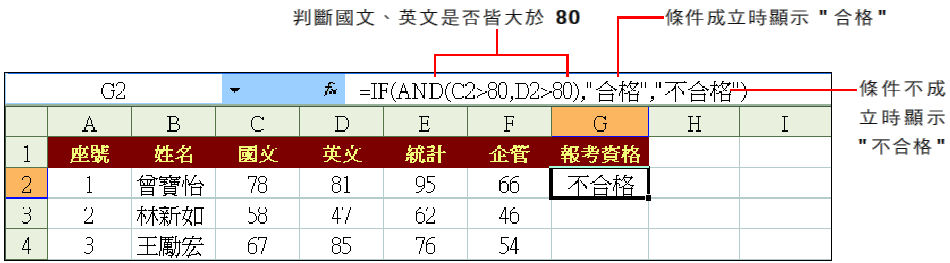 判斷國文、英文是否皆大於 80
條件成立時顯示 "合格"
G2 fx =IF(AND(C2>80,D2>80),"合格","不合格")
條件不成
立時顯示
"不合格"
A B C D E F G H I
1 座號 姓名 國文 英文 統計 企管 報考資格
2 1 曾寶怡 78 81 95 66 不合格
3 2 林新如 58 47 62 46
4 3 王勵宏 67 85 76 54